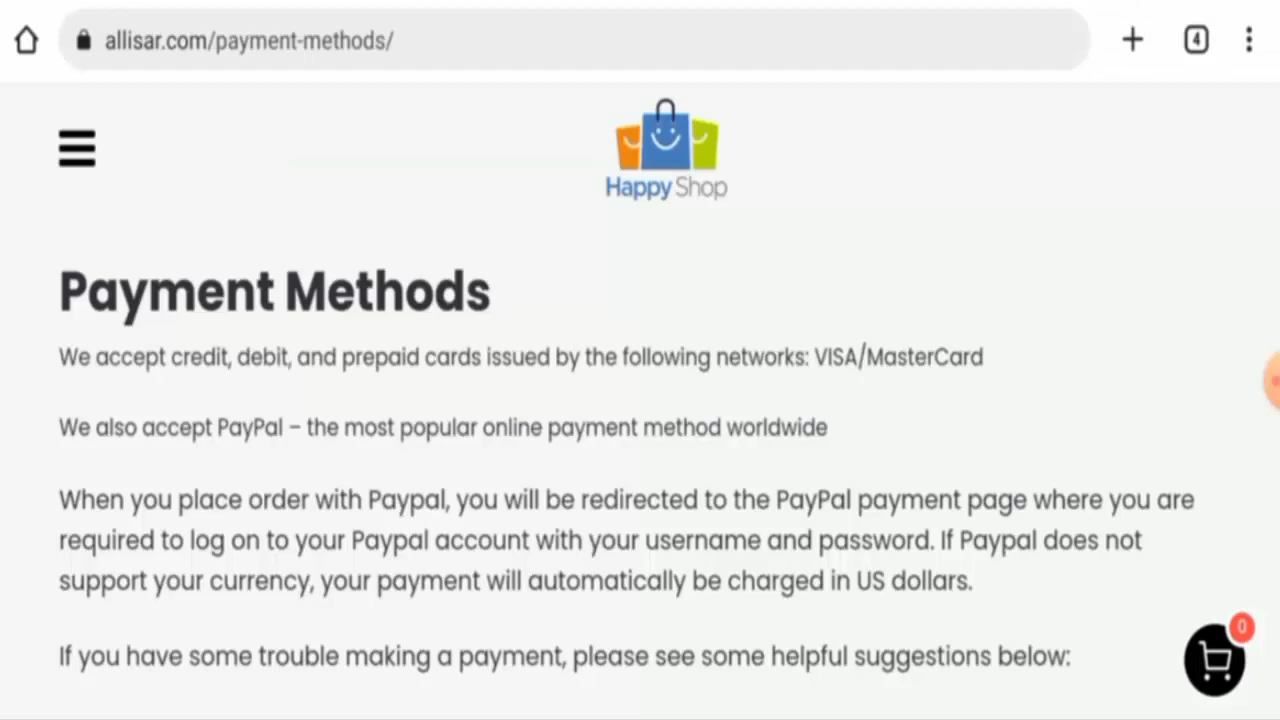 allisar.com/payment-methods/
4
Happy Shop
Payment Methods
We accept credit, debit, and prepaid cards issued by the following networks: VISA/MasterCard
We also accept PayPal – the most popular online payment method worldwide
When you place order with Paypal, you will be redirected to the PayPal payment page where you are
required to log on to your Paypal account with your username and password. If Paypal does not
support your currency, your payment will automatically be charged in US dollars.
0
If you have some trouble making a payment, please see some helpful suggestions below: